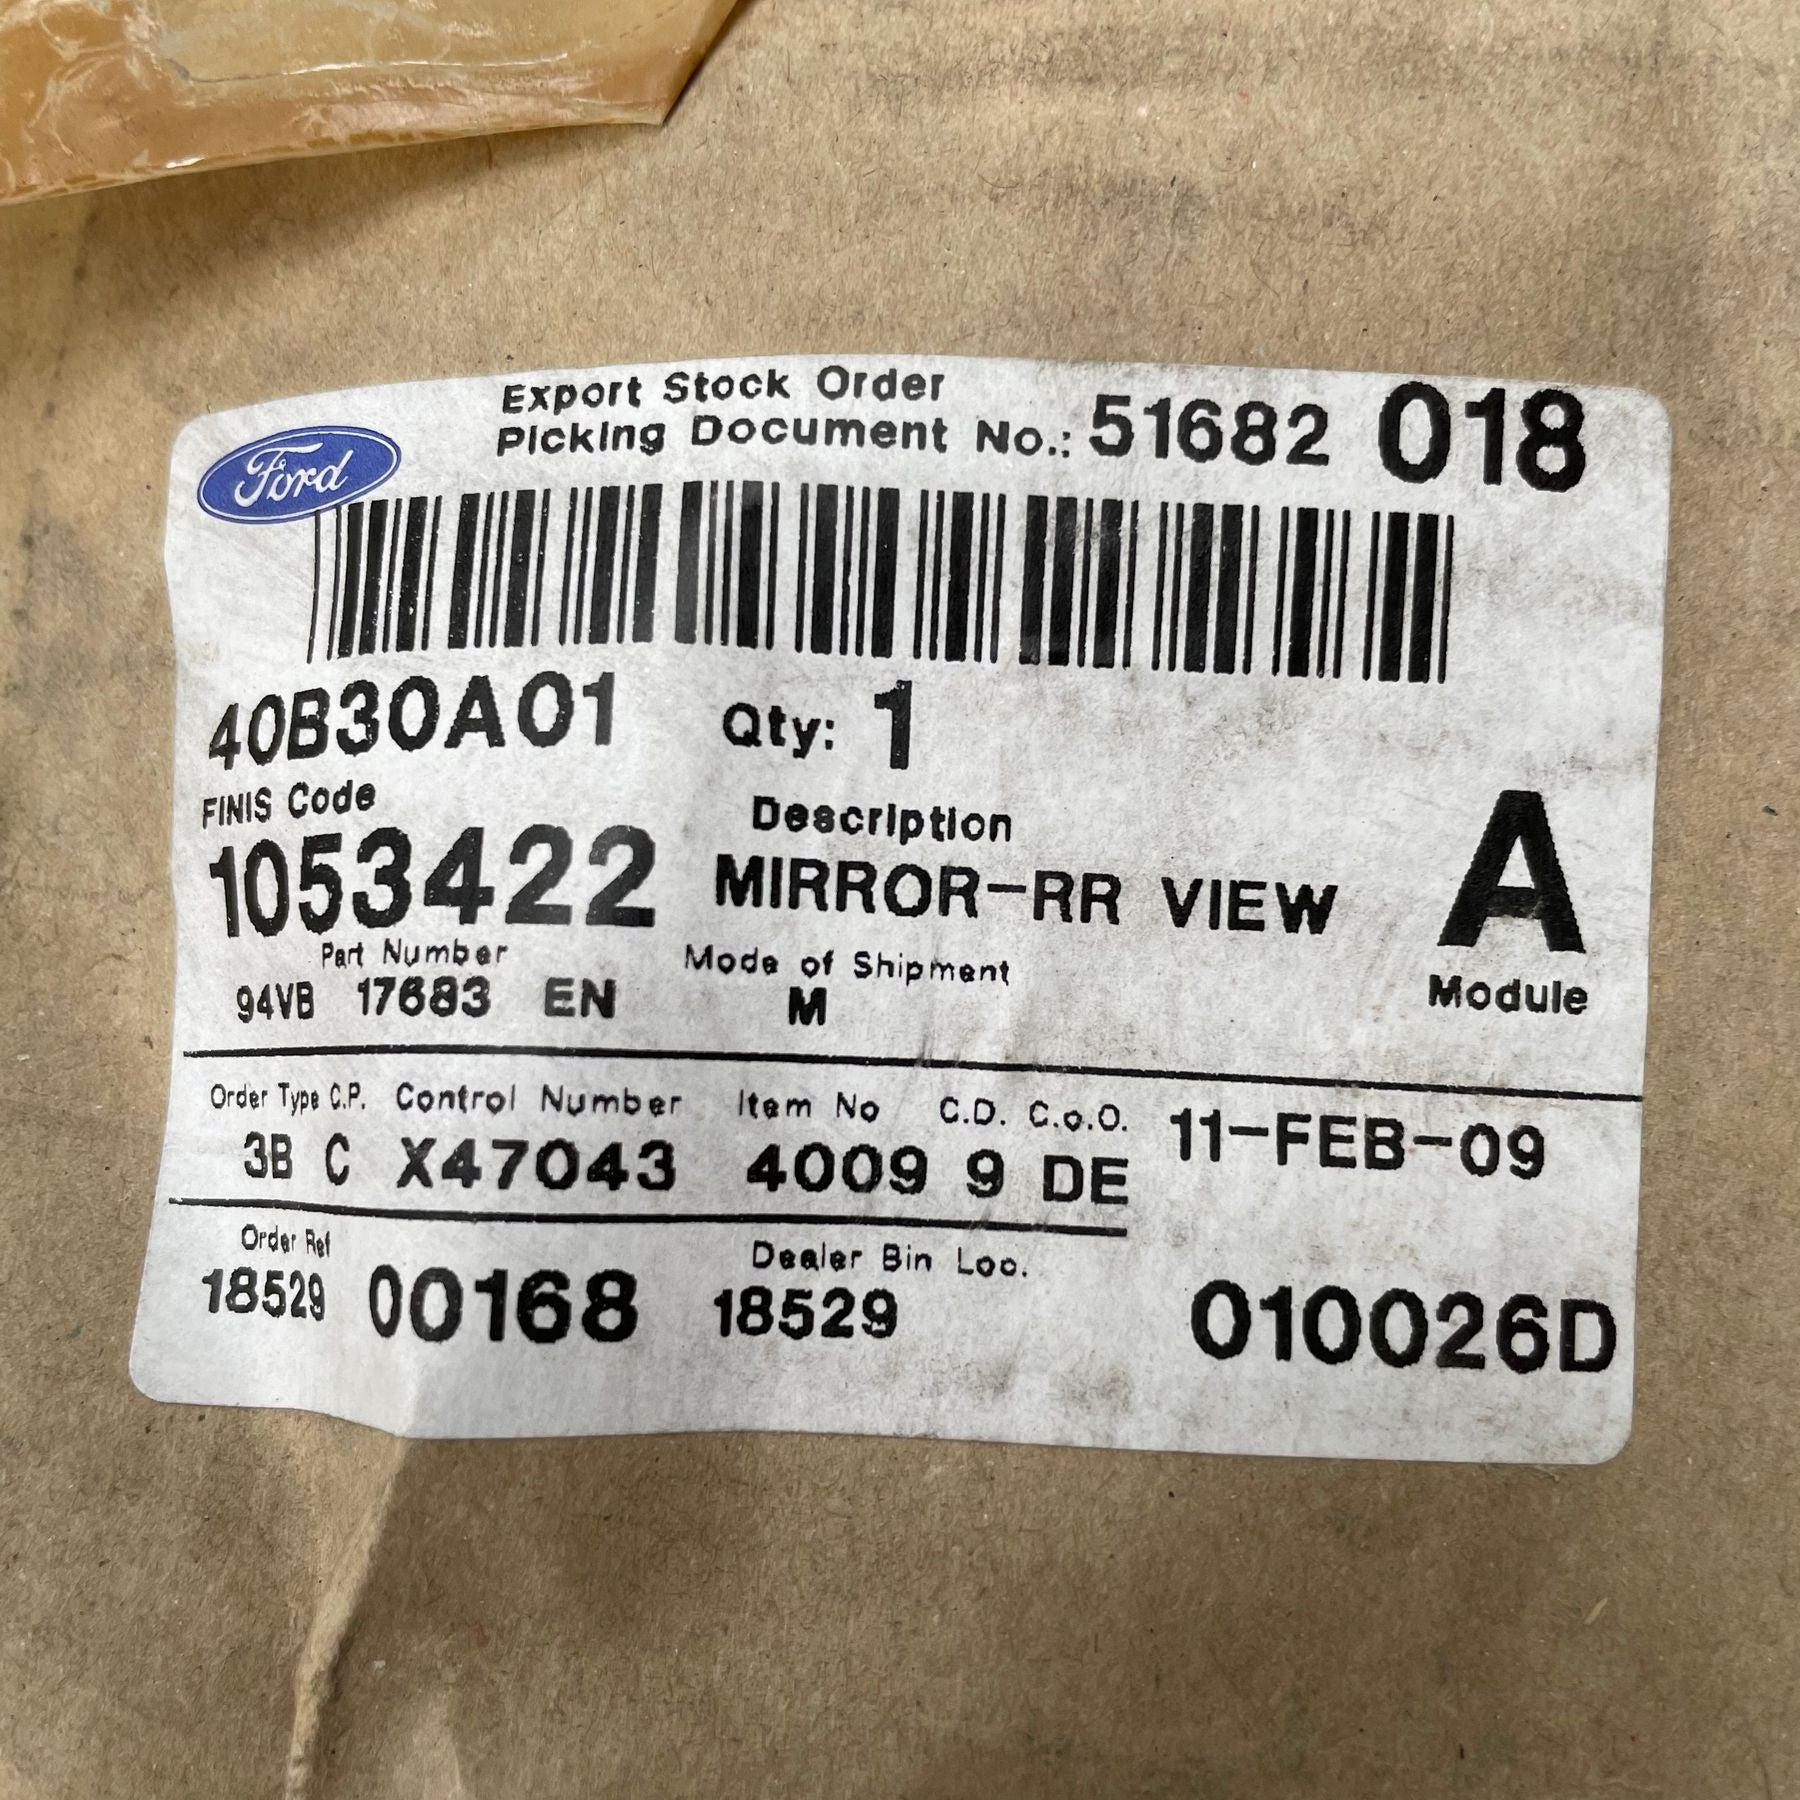 Ford
Export Stock Order
Picking Document No.: 51682 018
40B30A01 Qty: 1
FINIS Code Description
1053422 MIRROR-RR VIEW A
Part Number Mode of Shipment Module
94VB 17683 EN M
Order Type C.P. Control Number Item No C.D. C.o.O. 11-FEB-09
3B C X47043 4009 9 DE
Order Ref Dealer Bin Loc.
18529 00168 18529 010026D